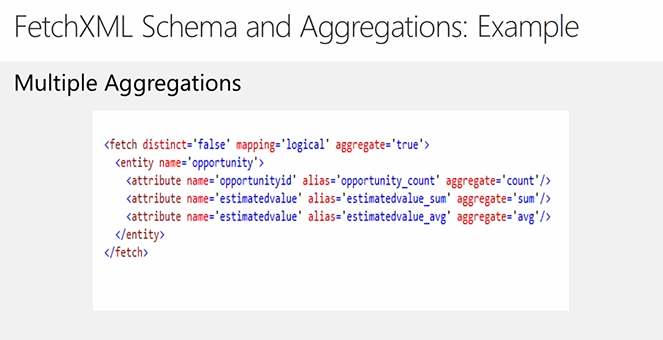 FetchXML Schema and Aggregations: Example
Multiple Aggregations
<fetch distinct='false' mapping='logical' aggregate='true'>
<entity name='opportunity'>
<attribute name='opportunityid' alias='opportunity_count' aggregate='count'/>
<attribute name='estimatedvalue' alias='estimatedvalue_sum' aggregate='sum'/>
<attribute name='estimatedvalue' alias='estimatedvalue_avg' aggregate='avg'/>
</entity>
</fetch>